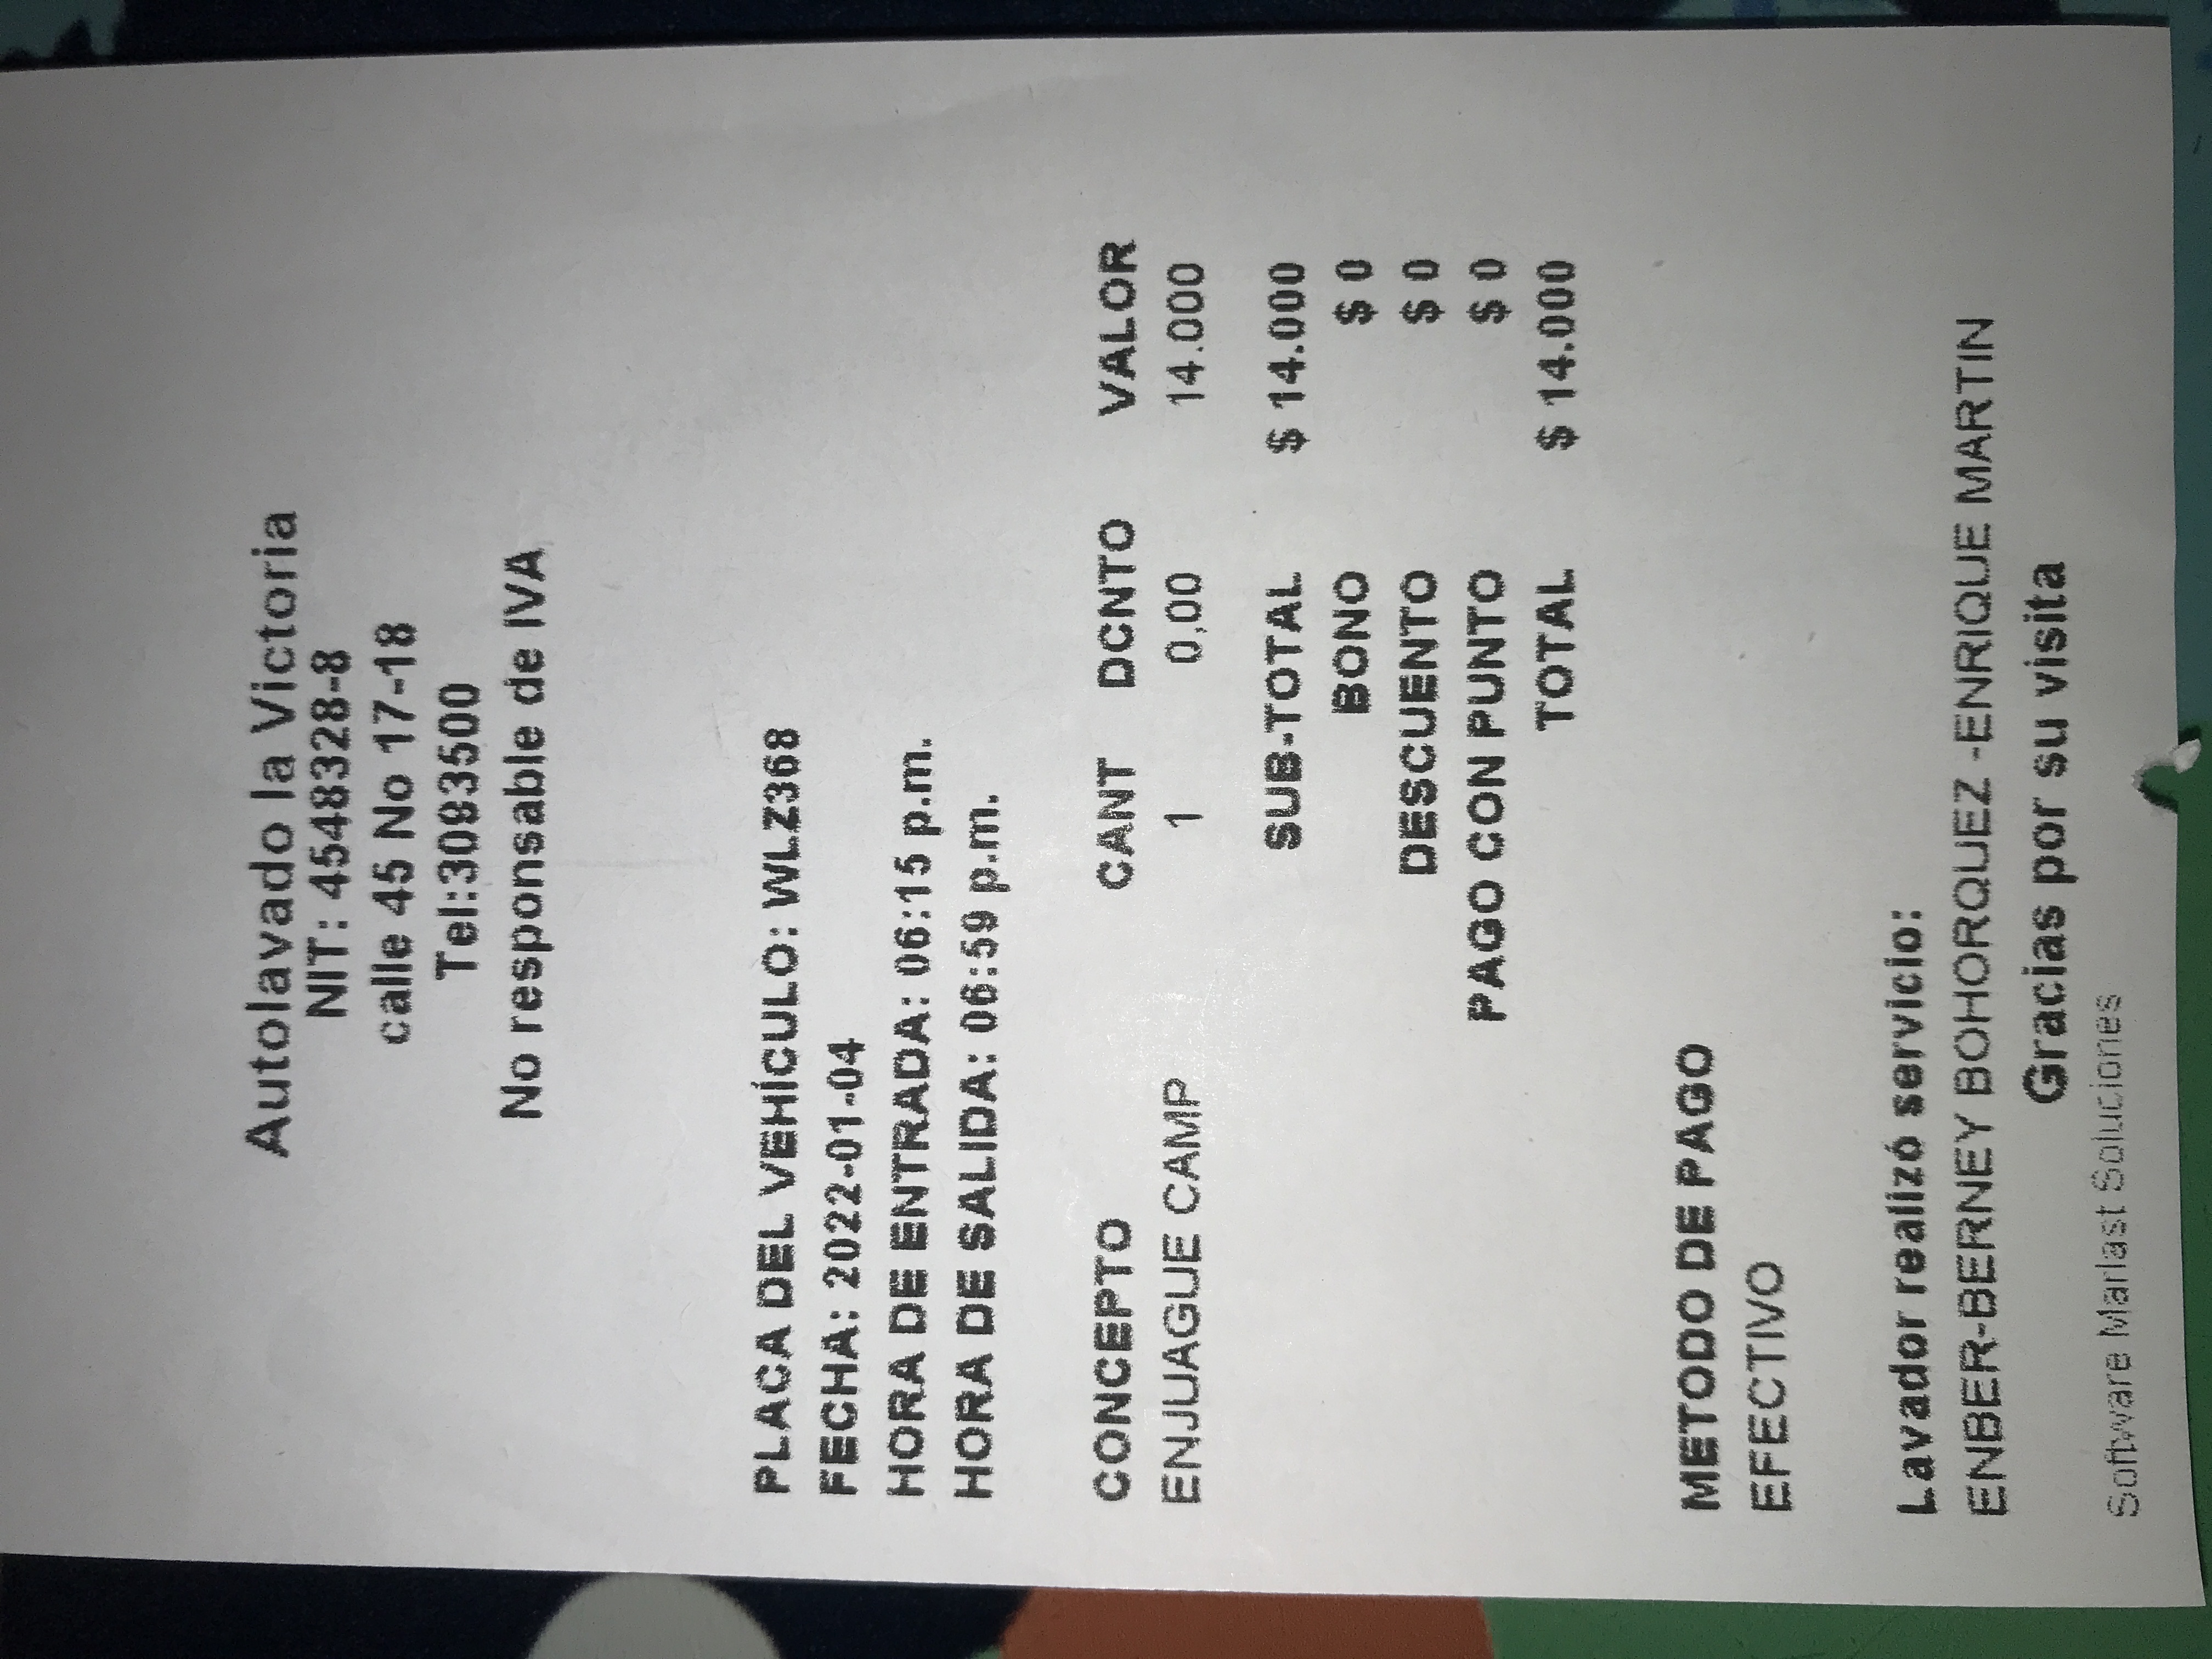 Autolavado la Victoria
NIT: 45483328-8
calle 45 No 17-18
Tel:3093500
No responsable de IVA
PLACA DEL VEHÍCULO: WLZ368
FECHA: 2022-01-04
HORA DE ENTRADA: 06:15 p.m.
HORA DE SALIDA: 06:59 p.m.
CONCEPTO CANT DCNTO VALOR
ENJUAGUE CAMP 1 0,00 14.000
SUB-TOTAL $ 14.000
BONO $ 0
DESCUENTO $ 0
PAGO CON PUNTO $ 0
TOTAL $ 14.000
METODO DE PAGO
EFECTIVO
Lavador realizó servicio:
ENBER-BERNEY BOHORQUEZ -ENRIQUE MARTIN
Gracias por su visita
Software Marlast Soluciones